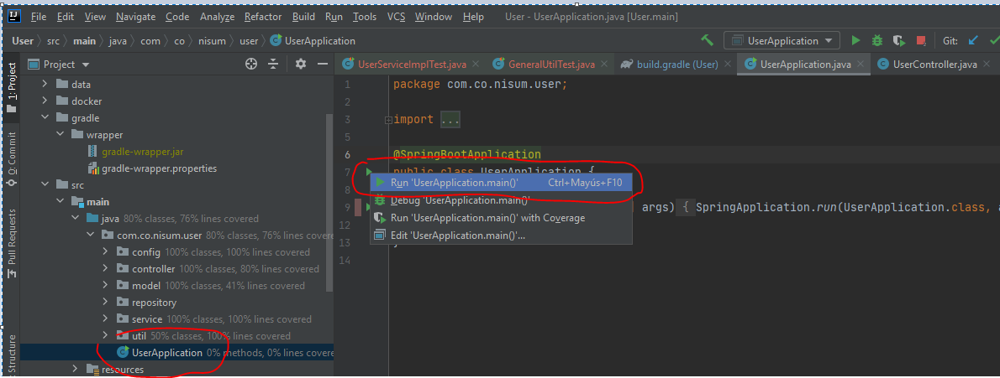 File Edit View Navigate Code Analyze Refactor Build Run Tools VCS Window Help User - UserApplication.java [User.main]
User src main java com co nisum user UserApplication UserApplication Git:
Project UserServiceImplTest.java GeneralUtilTest.java build.gradle (User) UserApplication.java UserController.java
1: Project
0: Commit
Pull Requests
Structure
data
docker
gradle
wrapper
gradle-wrapper.jar
gradle-wrapper.properties
src
main
java 80% classes, 76% lines covered
com.co.nisum.user 80% classes, 76% lines covered
config 100% classes, 100% lines covered
controller 100% classes, 80% lines covered
model 100% classes, 41% lines covered
repository
service 100% classes, 100% lines covered
util 50% classes, 100% lines covered
UserApplication 0% methods, 0% lines covere
resources
1 package com.co.nisum.user;
2
3 import ...
5
6 @SpringBootApplication
7 public class UserApplication {
8
9 args) { SpringApplication.run(UserApplication.class, a
12
13 }
14
Run 'UserApplication.main()' Ctrl+Mayús+F10
Debug 'UserApplication.main()'
Run 'UserApplication.main()' with Coverage
Edit 'UserApplication.main()'...